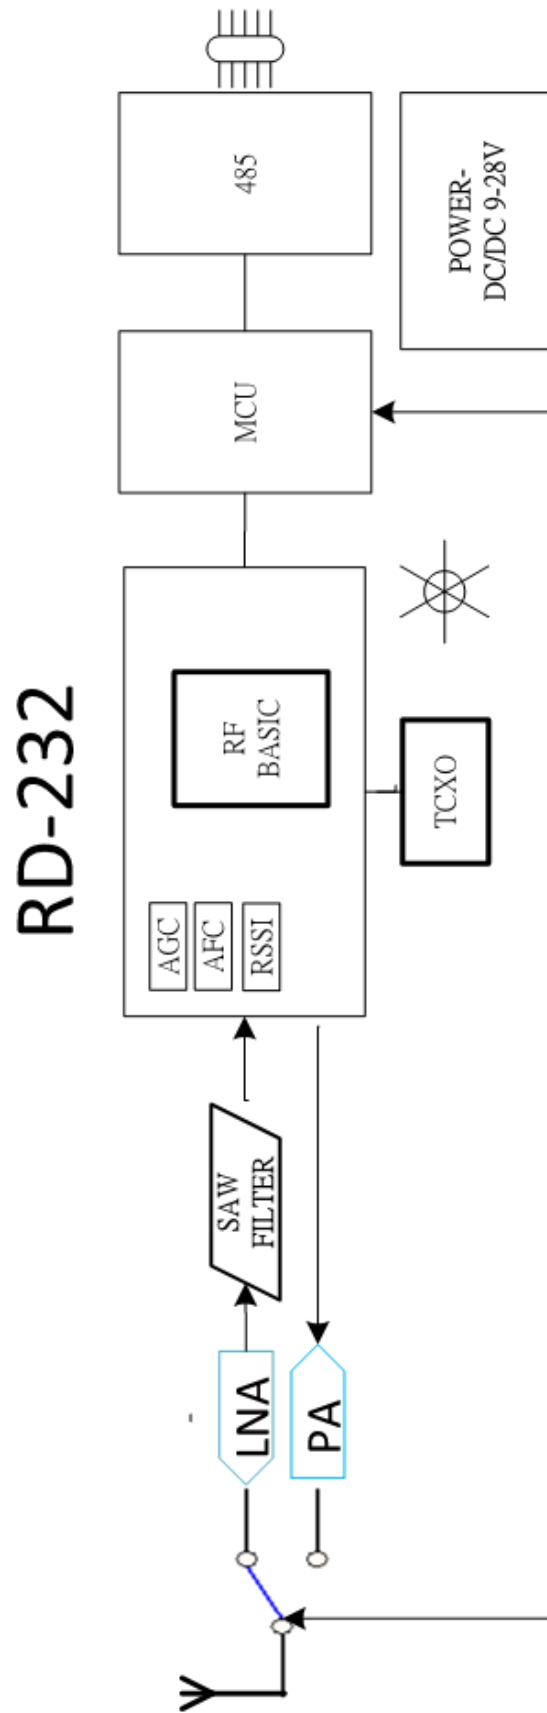 RD-232
LNA
PA
SAW
FILTER
AGC
AFC
RSSI
RF
BASIC
TCXO
MCU
485
POWER-
DC/DC 9-28V